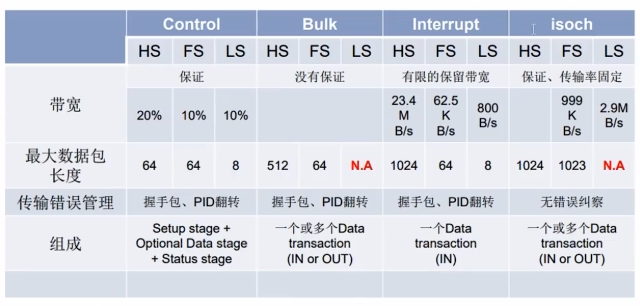 Control Bulk Interrupt isoch
HS FS LS HS FS LS HS FS LS HS FS LS
带宽 保证 没有保证 有限的保留带宽 保证、传输率固定
20% 10% 10% 23.4 M B/s 62.5 K B/s 800 B/s 999 K B/s 2.9M B/s
最大数据包长度 64 64 8 512 64 N.A 1024 64 8 1024 1023 N.A
传输错误管理 握手包、PID翻转 握手包、PID翻转 握手包、PID翻转 无错误纠察
组成 Setup stage + Optional Data stage + Status stage 一个或多个Data transaction (IN or OUT) 一个Data transaction (IN) 一个或多个Data transaction (IN or OUT)